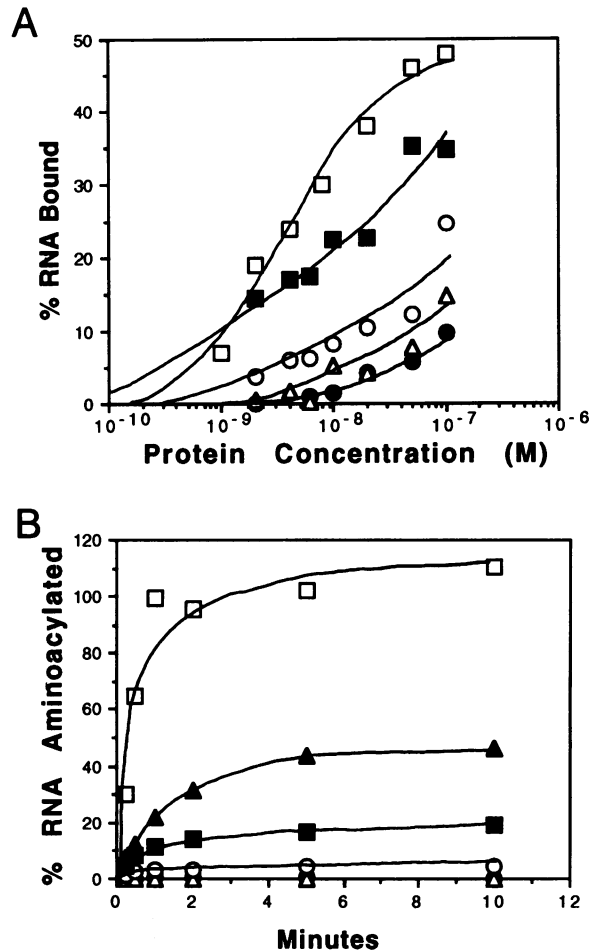 A
50
40
30
20
10
0
% RNA Bound
10-10 10-9 10-8 10-7 10-6
Protein Concentration (M)
B
120
100
80
60
40
20
0
% RNA Aminoacylated
0 2 4 6 8 10 12
Minutes